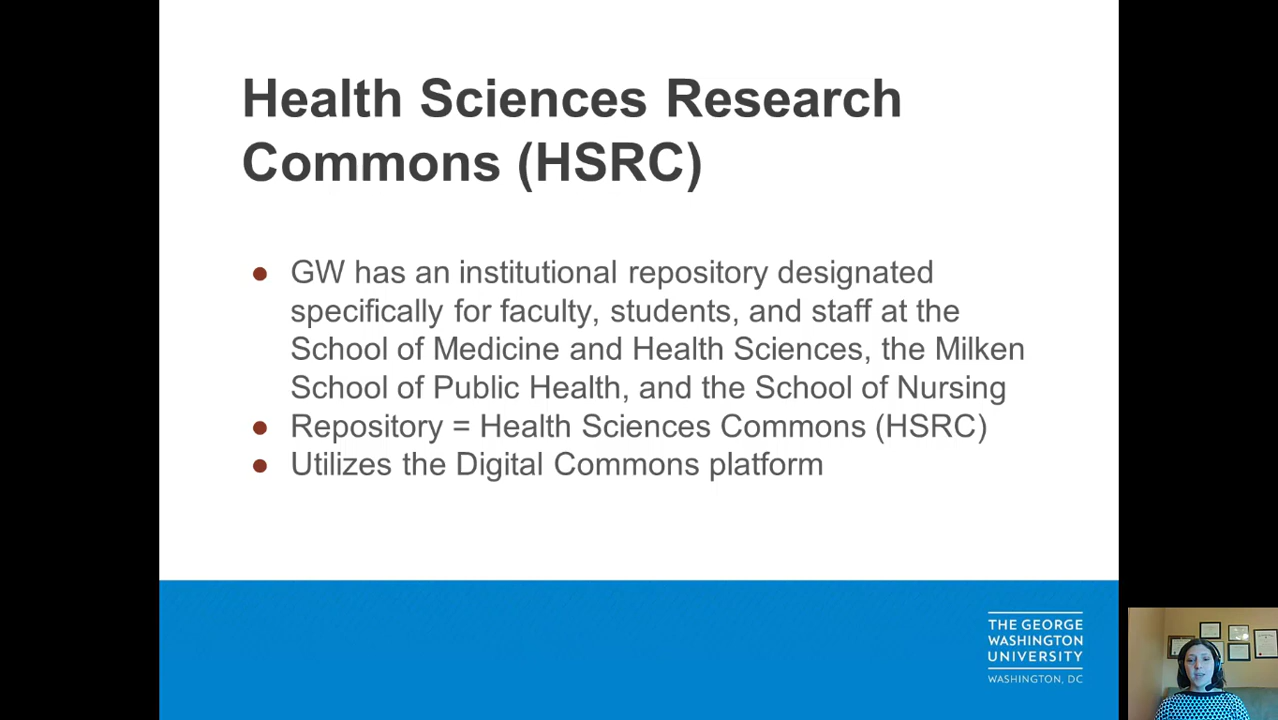 Health Sciences Research
Commons (HSRC)
● GW has an institutional repository designated
specifically for faculty, students, and staff at the
School of Medicine and Health Sciences, the Milken
School of Public Health, and the School of Nursing
● Repository = Health Sciences Commons (HSRC)
● Utilizes the Digital Commons platform
THE GEORGE
WASHINGTON
UNIVERSITY
WASHINGTON, DC